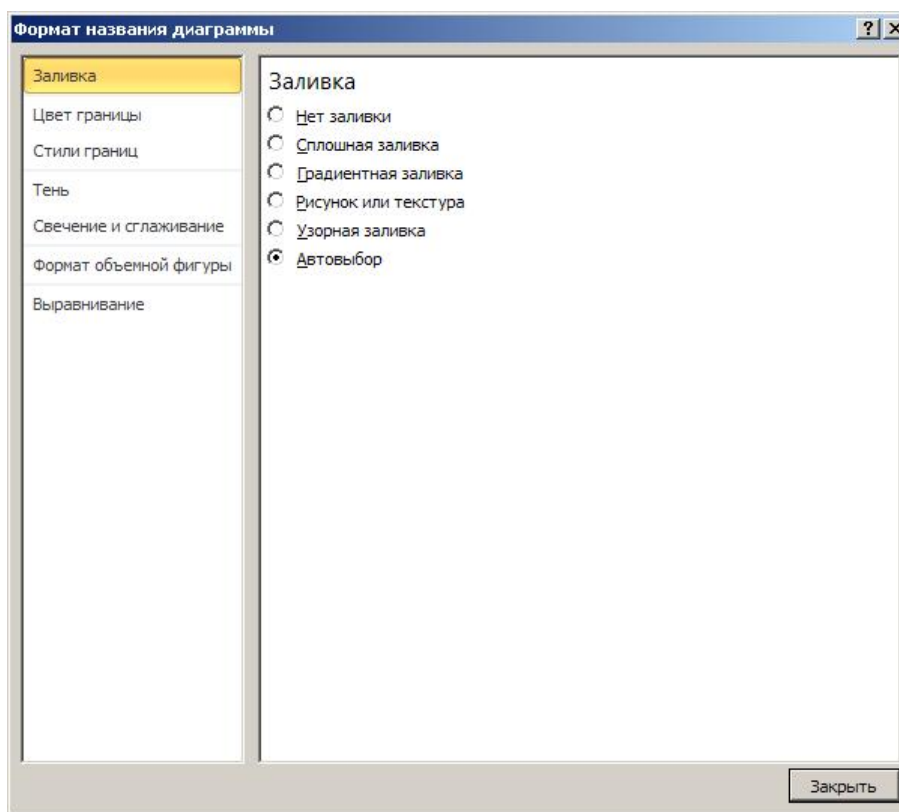 Формат названия диаграммы
Заливка
Цвет границы
Стили границ
Тень
Свечение и сглаживание
Формат объемной фигуры
Выравнивание
Заливка
Нет заливки
Сплошная заливка
Градиентная заливка
Рисунок или текстура
Узорная заливка
Автовыбор
Закрыть